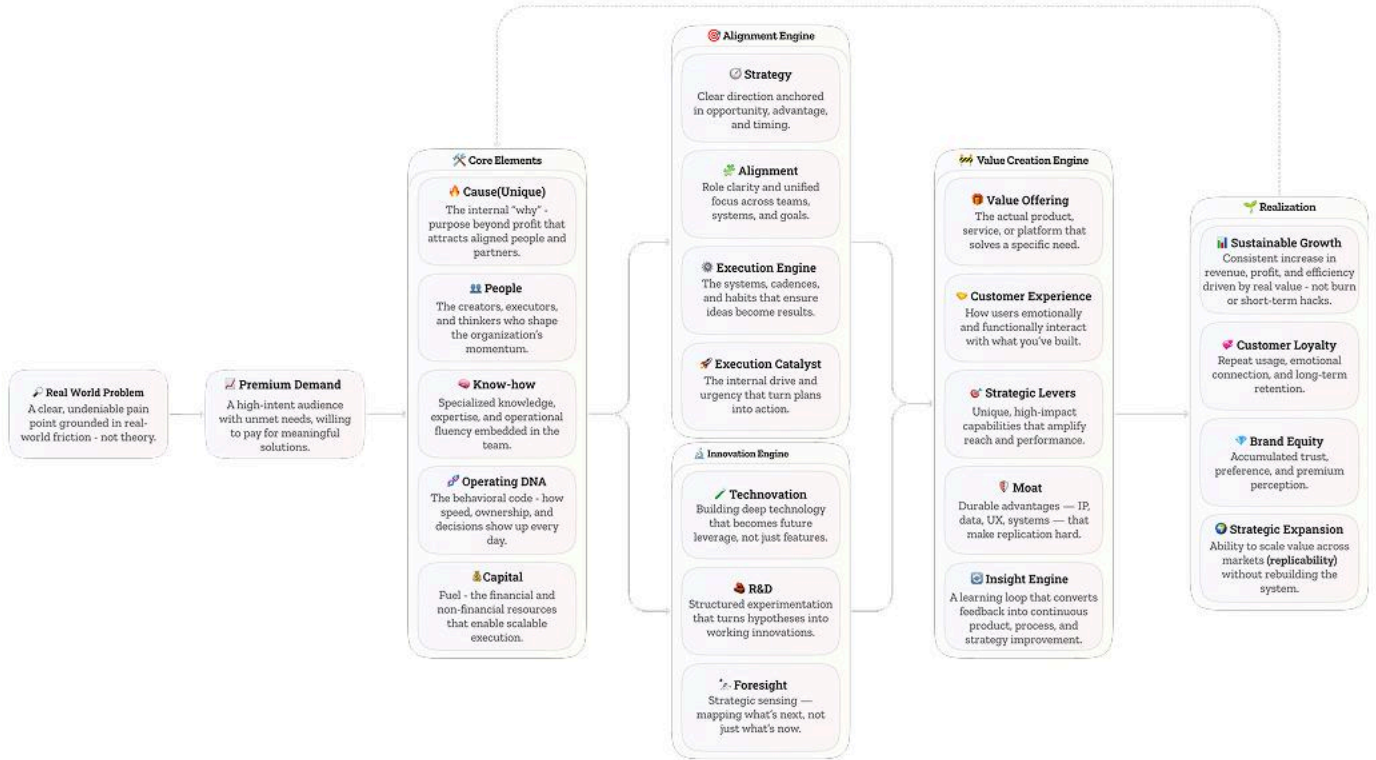 Real World Problem
A clear, undeniable pain
point grounded in real-
world friction - not theory.
Premium Demand
A high-intent audience
with unmet needs, willing
to pay for meaningful
solutions.
Core Elements
Cause(Unique)
The internal "why" -
purpose beyond profit that
attracts aligned people and
partners.
People
The creators, executors,
and thinkers who shape
the organization's
momentum.
Know-how
Specialized knowledge,
expertise, and operational
fluency embedded in the
team.
Operating DNA
The behavioral code - how
speed, ownership, and
decisions show up every
day.
Capital
Fuel - the financial and
non-financial resources
that enable scalable
execution.
Alignment Engine
Strategy
Clear direction anchored
in opportunity, advantage,
and timing.
Alignment
Role clarity and unified
focus across teams,
systems, and goals.
Execution Engine
The systems, cadences,
and habits that ensure
ideas become results.
Execution Catalyst
The internal drive and
urgency that turn plans
into action.
Innovation Engine
Technovation
Building deep technology
that becomes future
leverage, not just features.
R&D
Structured experimentation
that turns hypotheses into
working innovations.
Foresight
Strategic sensing —
mapping what's next, not
just what's now.
Value Creation Engine
Value Offering
The actual product,
service, or platform that
solves a specific need.
Customer Experience
How users emotionally
and functionally interact
with what you've built.
Strategic Levers
Unique, high-impact
capabilities that amplify
reach and performance.
Moat
Durable advantages — IP,
data, UX, systems — that
make replication hard.
Insight Engine
A learning loop that converts
feedback into continuous
product, process, and
strategy improvement.
Realization
Sustainable Growth
Consistent increase in
revenue, profit, and efficiency
driven by real value - not burn
or short-term hacks.
Customer Loyalty
Repeat usage, emotional
connection, and long-term
retention.
Brand Equity
Accumulated trust,
preference, and premium
perception.
Strategic Expansion
Ability to scale value across
markets (replicability)
without rebuilding the
system.